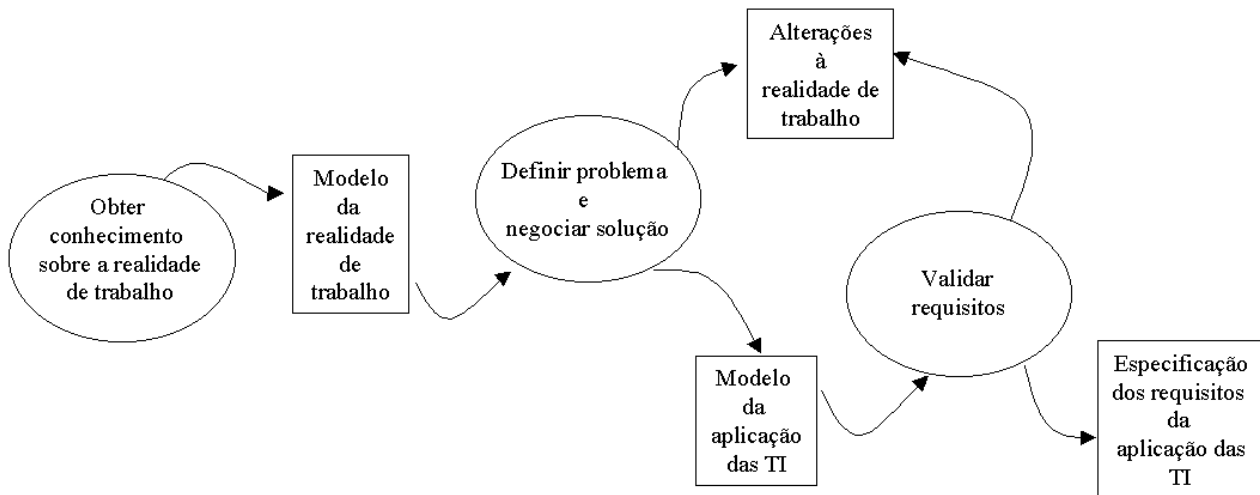 Obter
conhecimento
sobre a realidade
de trabalho
Modelo
da
realidade
de
trabalho
Definir problema
e
negociar solução
Alterações
à
realidade de
trabalho
Modelo
da
aplicação
das TI
Validar
requisitos
Especificação
dos requisitos
da
aplicação das
TI